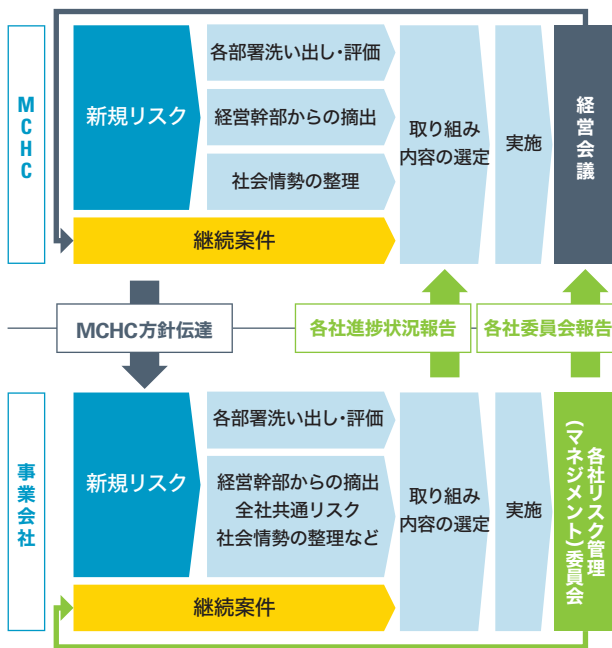 MCHC
新規リスク
各部署洗い出し・評価
経営幹部からの摘出
社会情勢の整理
継続案件
取り組み
内容の選定
実施
経営会議
MCHC方針伝達
各社進捗状況報告
各社委員会報告
事業会社
新規リスク
各部署洗い出し・評価
経営幹部からの摘出
全社共通リスク
社会情勢の整理など
継続案件
取り組み
内容の選定
実施
各社リスク管理
(マネジメント)委員会